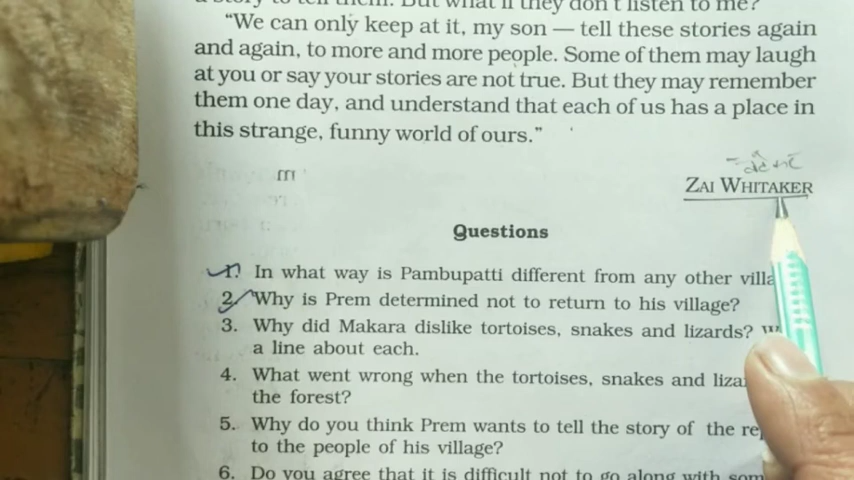 a story to tell them. But what if they don't listen to me?
"We can only keep at it, my son — tell these stories again
and again, to more and more people. Some of them may laugh
at you or say your stories are not true. But they may remember
them one day, and understand that each of us has a place in
this strange, funny world of ours."
ZAI WHITAKER
Questions
1. In what way is Pambupatti different from any other villa
2. Why is Prem determined not to return to his village?
3. Why did Makara dislike tortoises, snakes and lizards? W
a line about each.
4. What went wrong when the tortoises, snakes and liza
the forest?
5. Why do you think Prem wants to tell the story of the re
to the people of his village?
6. Do you agree that it is difficult not to go along with som